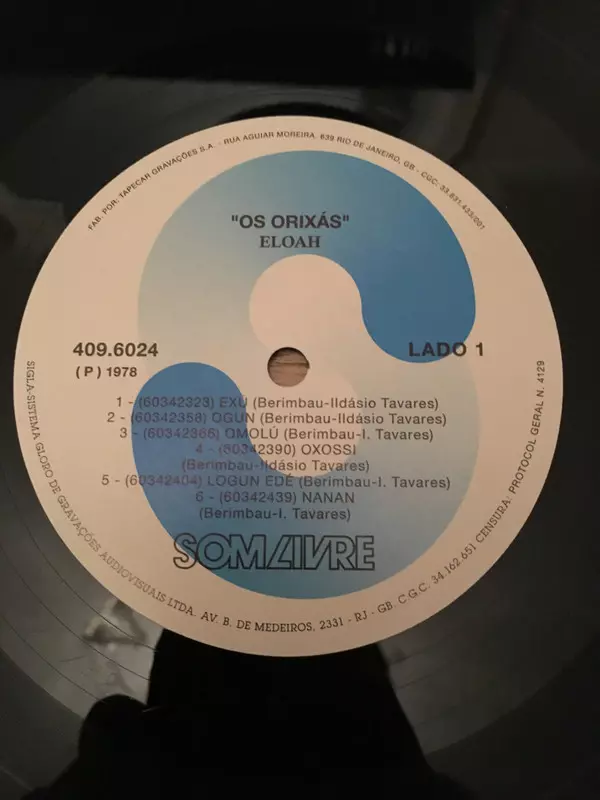 FAB. POR: TAPECAR GRAVAÇÕES S.A. - RUA AGUIAR MOREIRA. 639 RIO DE JANEIRO, GB - CGC: 33.831.423/001
"OS ORIXÁS"
ELOAH
409.6024
LADO 1
(P) 1978
1 - (60342323) EXÚ (Berimbau-Ildásio Tavares)
2 - (60342358) OGUN (Berimbau-Ildásio Tavares)
3 - (60342366) OMOLÚ (Berimbau-I. Tavares)
4 - (60342390) OXOSSI
(Berimbau-Ildásio Tavares)
5 - (60342404) LOGUN EDÉ (Berimbau-I. Tavares)
6 - (60342439) NANAN
(Berimbau-I. Tavares)
SOM LIVRE
SIGLA-SISTEMA GLOBO DE GRAVAÇÕES AUDIOVISUAIS LTDA. AV. B. DE MEDEIROS, 2331 - RJ - GB. C.G.C. 34.162.651 CENSURA: PROTOCOL GERAL N. 4129